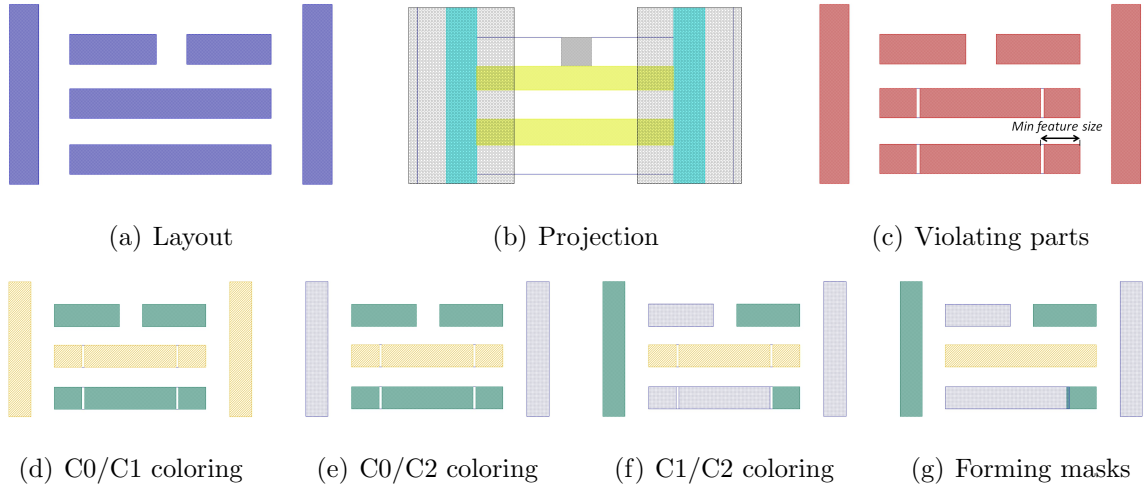 Min feature size
(a) Layout
(b) Projection
(c) Violating parts
(d) C0/C1 coloring
(e) C0/C2 coloring
(f) C1/C2 coloring
(g) Forming masks